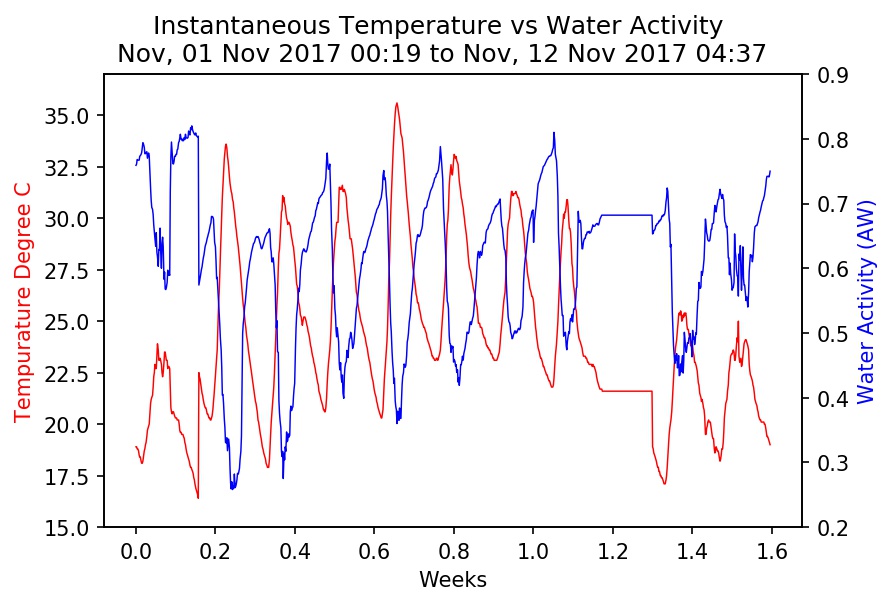 Instantaneous Temperature vs Water Activity
Nov, 01 Nov 2017 00:19 to Nov, 12 Nov 2017 04:37
Tempurature Degree C
35.0
32.5
30.0
27.5
25.0
22.5
20.0
17.5
15.0
0.9
0.8
0.7
0.6
0.5
0.4
0.3
0.2
Water Activity (AW)
0.0 0.2 0.4 0.6 0.8 1.0 1.2 1.4 1.6
Weeks